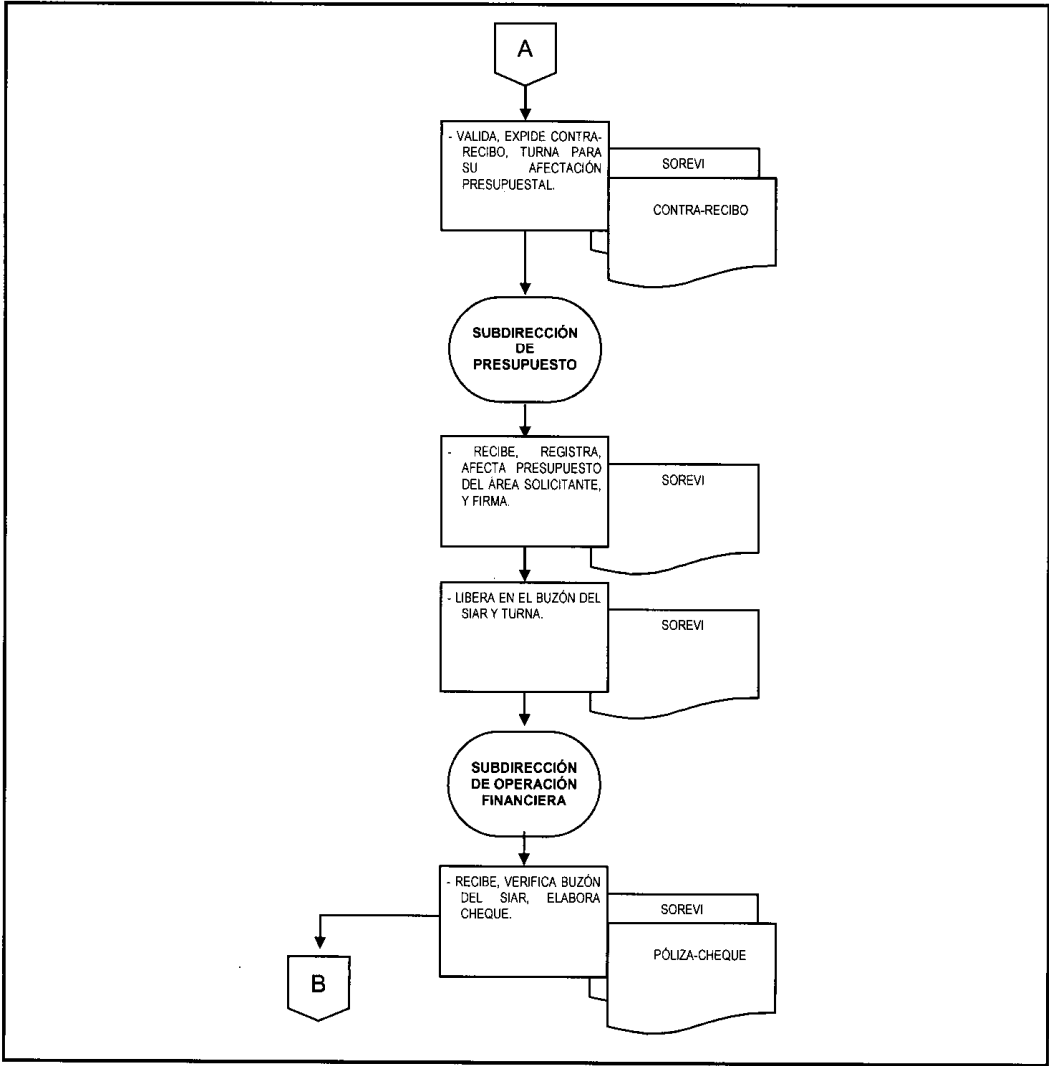 A
- VALIDA, EXPIDE CONTRA-
RECIBO, TURNA PARA
SU AFECTACIÓN
PRESUPUESTAL.
SOREVI
CONTRA-RECIBO
SUBDIRECCIÓN
DE
PRESUPUESTO
- RECIBE, REGISTRA,
AFECTA PRESUPUESTO
DEL ÁREA SOLICITANTE,
Y FIRMA.
SOREVI
- LIBERA EN EL BUZÓN DEL
SIAR Y TURNA.
SOREVI
SUBDIRECCIÓN
DE OPERACIÓN
FINANCIERA
- RECIBE, VERIFICA BUZÓN
DEL SIAR, ELABORA
CHEQUE.
SOREVI
PÓLIZA-CHEQUE
B